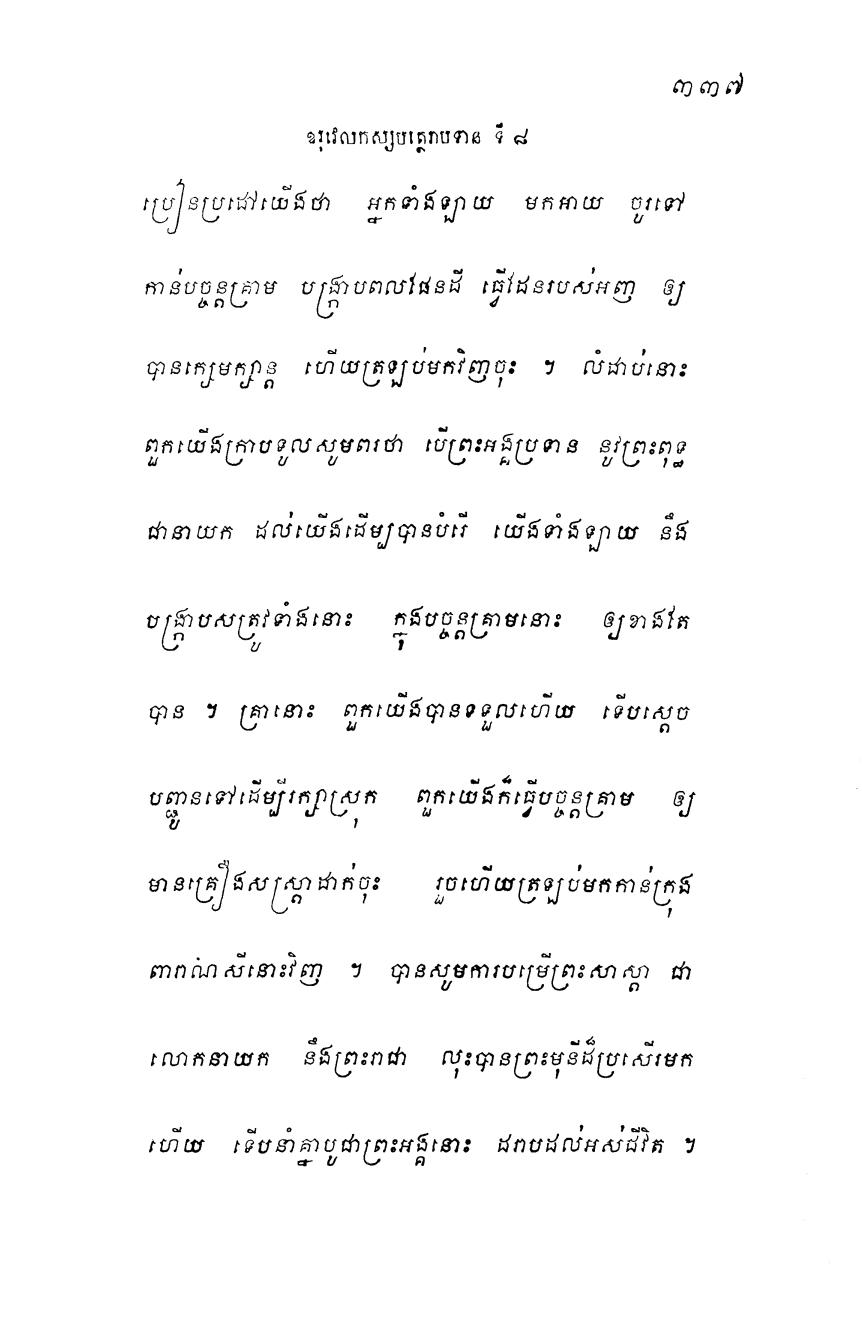 ៣៣៧
ឧរុវេលកស្សបត្ថេរាបទាន ទី ៨
ប្រៀនប្រដៅយើងថា អ្នកទាំងឡាយ មកអាយ ចូរទៅ
កាន់បច្ចន្តគ្រាម បង្ក្រាបពលផែនដី ធ្វើដែនរបស់អញ ឲ្យ
បានក្សេមក្សាន្ត ហើយត្រឡប់មកវិញចុះ ។ លំដាប់នោះ
ពួកយើងក្រាបទូលសូមពរថា បើព្រះអង្គប្រទាន នូវព្រះពុទ្ធ
ជានាយក ដល់យើងដើម្បបានបំរើ យើងទាំងឡាយ នឹង
បង្ក្រាបសត្រូវទាំងនោះ ក្នុងបច្ចន្តគ្រាមនោះ ឲ្យខាងតែ
បាន ។ គ្រានោះ ពួកយើងបានទទួលហើយ ទើបស្តេច
បញ្ជូនទៅដើម្បីរក្សាស្រុក ពួកយើងក៏ធ្វើបច្ចន្តគ្រាម ឲ្យ
មានគ្រឿងសស្ត្រាដាក់ចុះ រួចហើយត្រឡប់មកកាន់ក្រុង
ពារាណសីនោះវិញ ។ បានសូមការបម្រើព្រះសាស្តា ជា
លោកនាយក នឹងព្រះរាជា លុះបានព្រះមុនីដ៏ប្រសើរមក
ហើយ ទើបនាំគ្នាបូជាព្រះអង្គនោះ ដរាបដល់អស់ជីវិត ។